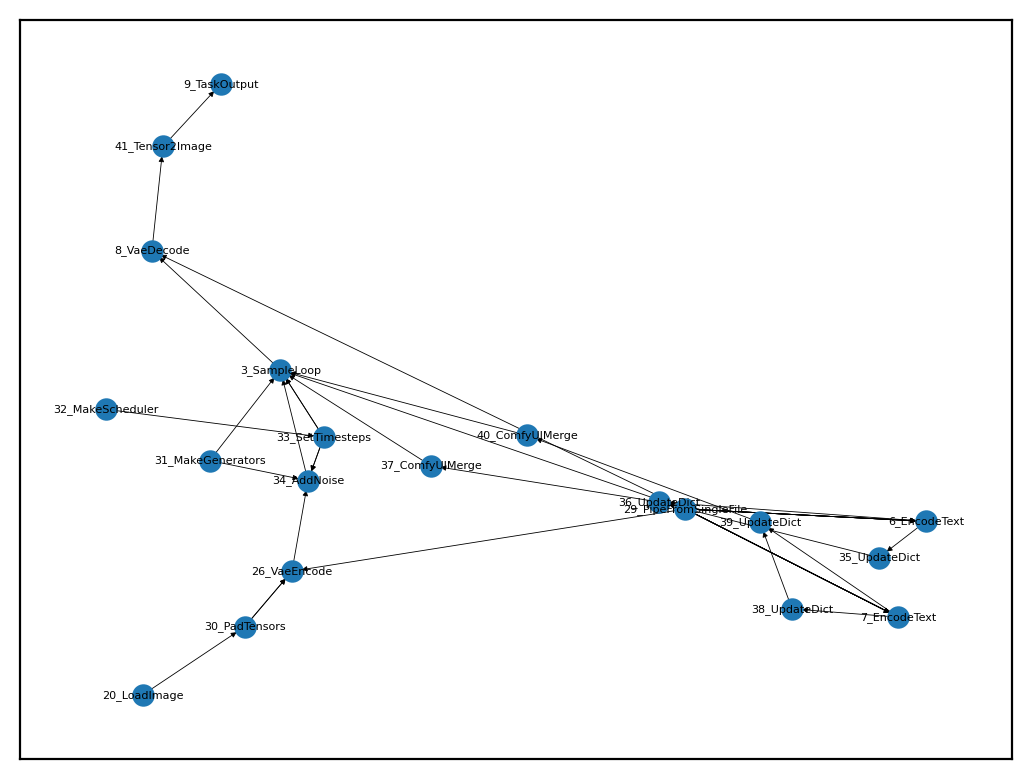 9_TaskOutput
41_Tensor2Image
8_VaeDecode
3_SampleLoop
32_MakeScheduler
33_SetTimesteps
40_ComfyUIMerge
31_MakeGenerators
37_ComfyUIMerge
34_AddNoise
36_UpdateDict
29_PipeFromSingleFile
39_UpdateDict
6_EncodeText
35_UpdateDict
26_VaeEncode
38_UpdateDict
7_EncodeText
30_PadTensors
20_LoadImage